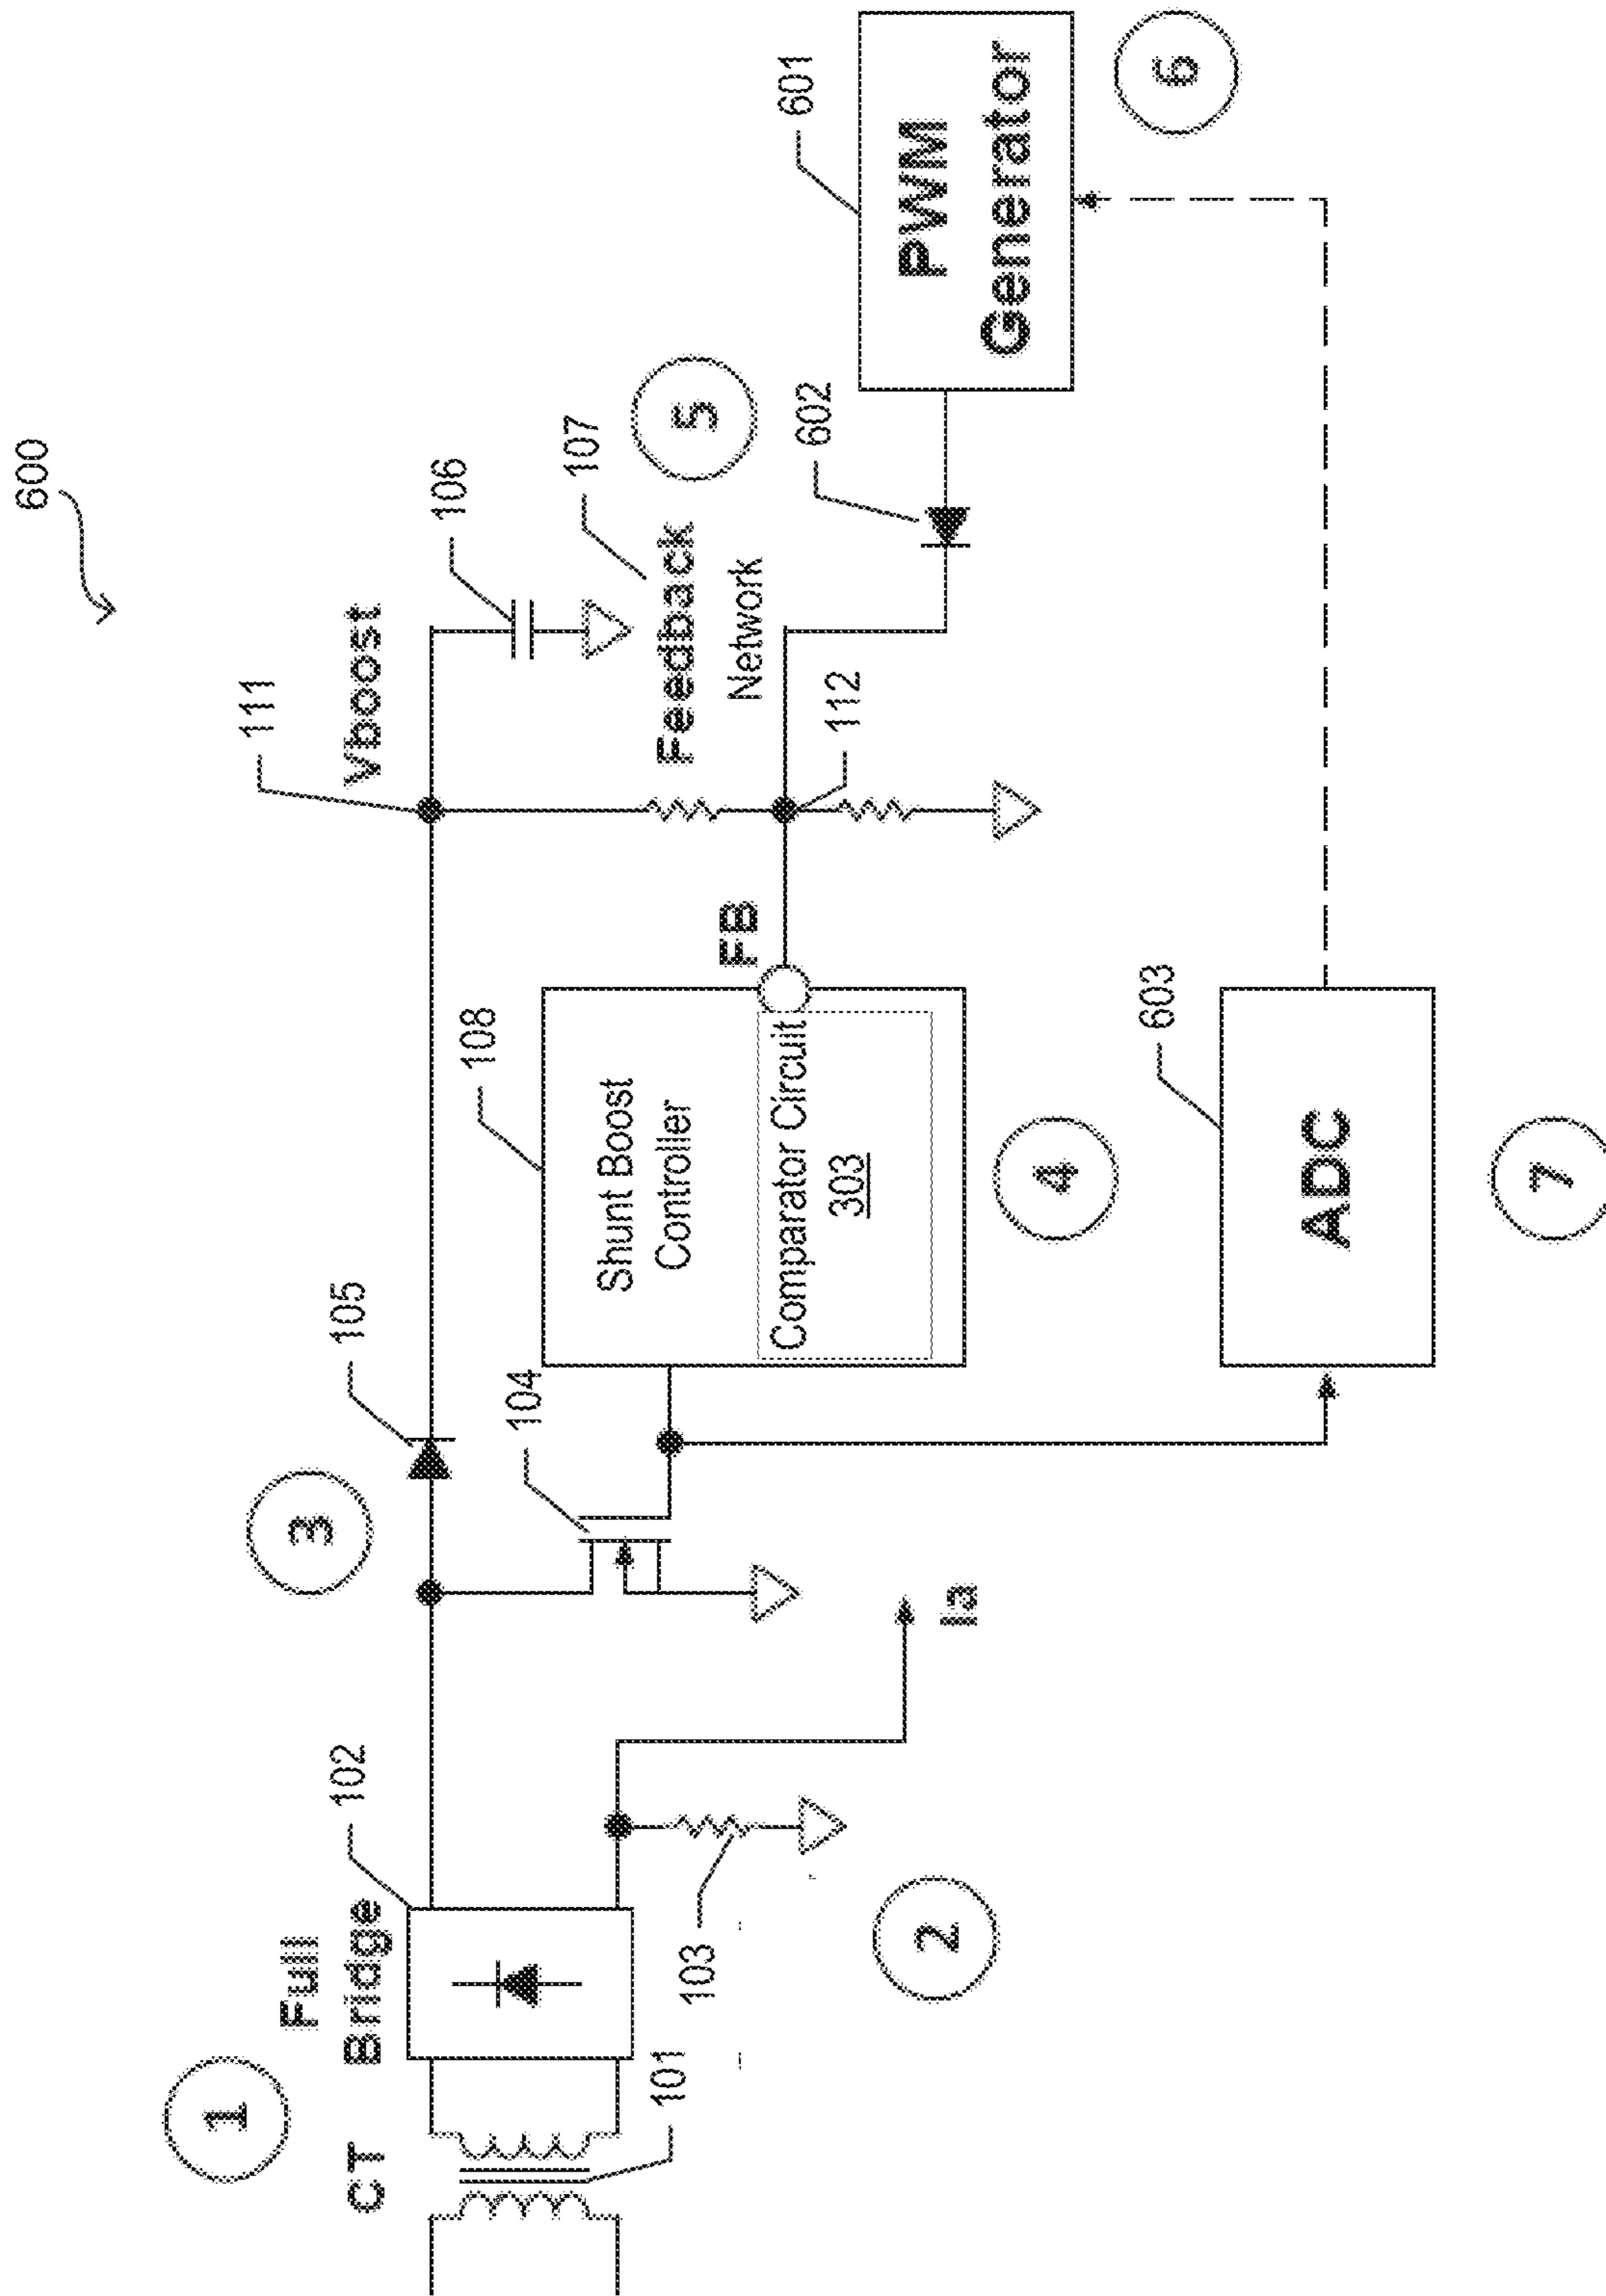 600
1
CT
101
Full
Bridge
102
103
2
Ia
3
105
104
108
Shunt Boost
Controller
Comparator Circuit
303
4
FB
111
Vboost
106
107
Feedback
Network
5
112
602
601
PWM
Generator
6
603
ADC
7